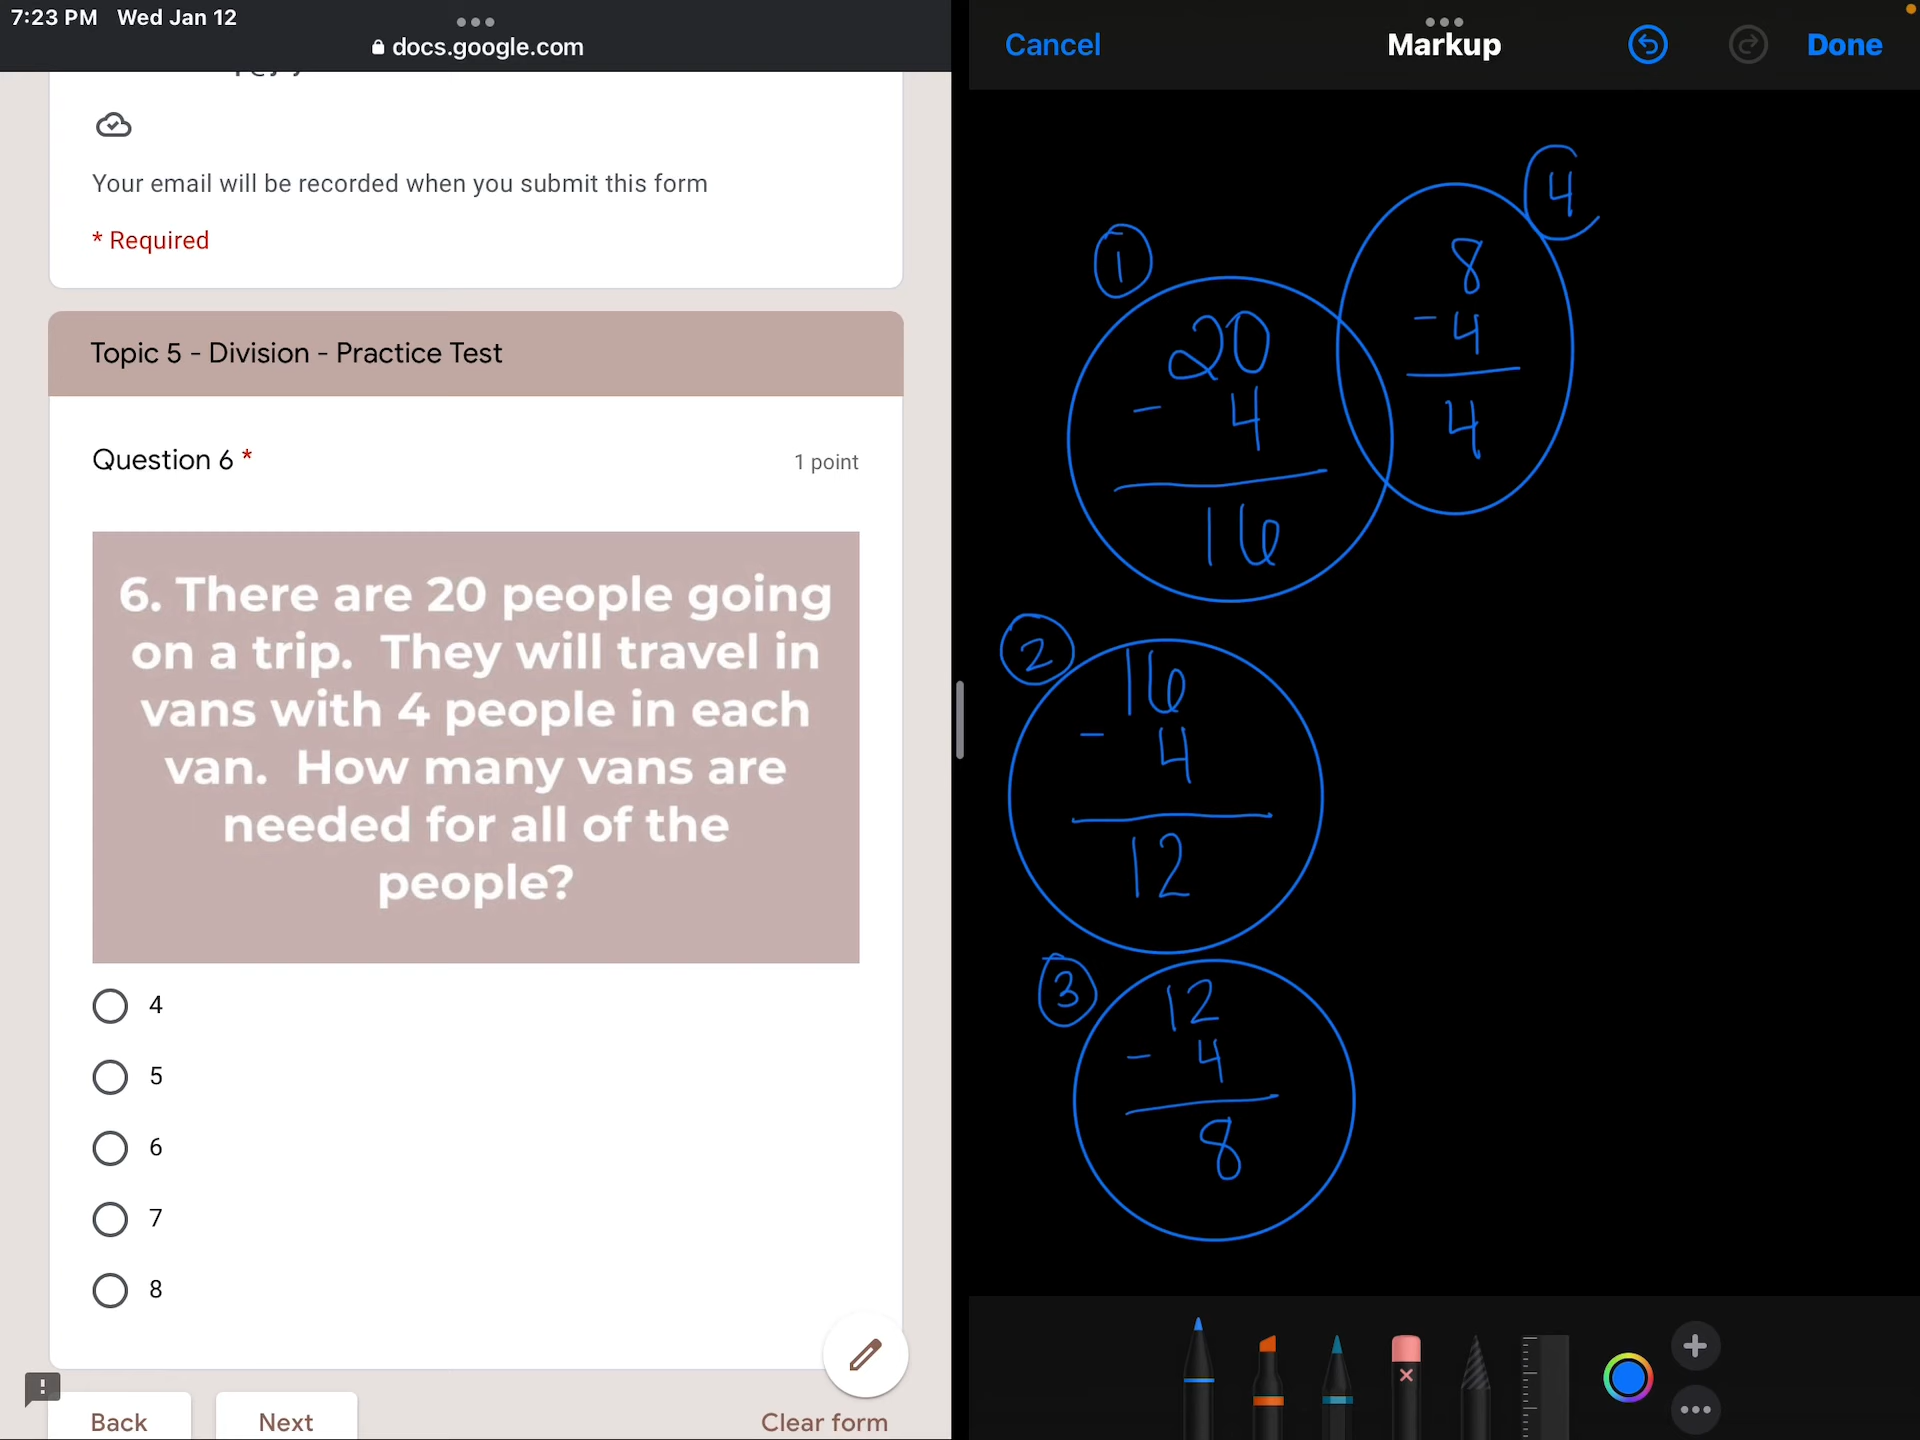 7:23 PM Wed Jan 12
docs.google.com
Your email will be recorded when you submit this form
* Required
Topic 5 - Division - Practice Test
Question 6 *
1 point
6. There are 20 people going
on a trip. They will travel in
vans with 4 people in each
van. How many vans are
needed for all of the
people?
4
5
6
7
8
Back
Next
Clear form
Cancel
Markup
Done
1
20
- 4
16
2
16
- 4
12
3
12
- 4
8
4
8
- 4
4